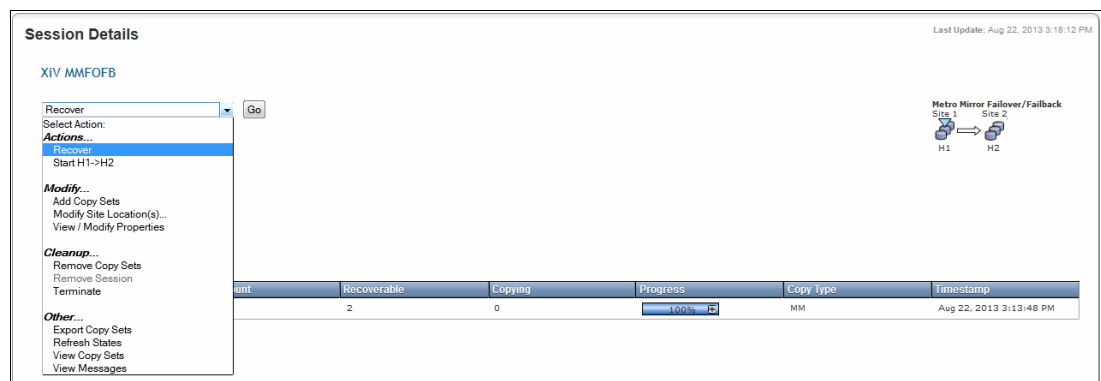 Session Details
Last Update: Aug 22, 2013 3:18:12 PM
XiV MMFOFB
Recover
Go
Metro Mirror Failover/Failback
Site 1 Site 2
H1 H2
Select Action:
Actions...
Recover
Start H1->H2
Modify...
Add Copy Sets
Modify Site Location(s)...
View / Modify Properties
Cleanup...
Remove Copy Sets
Remove Session
Terminate
Other...
Export Copy Sets
Refresh States
View Copy Sets
View Messages
Recoverable Copying Progress Copy Type Timestamp
2 0 100% MM Aug 22, 2013 3:13:48 PM